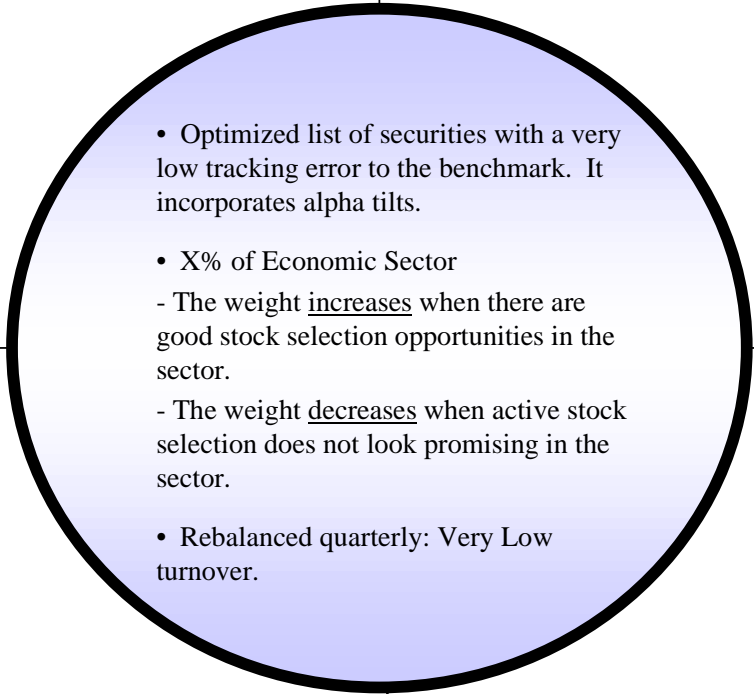 • Optimized list of securities with a very
low tracking error to the benchmark. It
incorporates alpha tilts.
• X% of Economic Sector
- The weight increases when there are
good stock selection opportunities in the
sector.
- The weight decreases when active stock
selection does not look promising in the
sector.
• Rebalanced quarterly: Very Low
turnover.